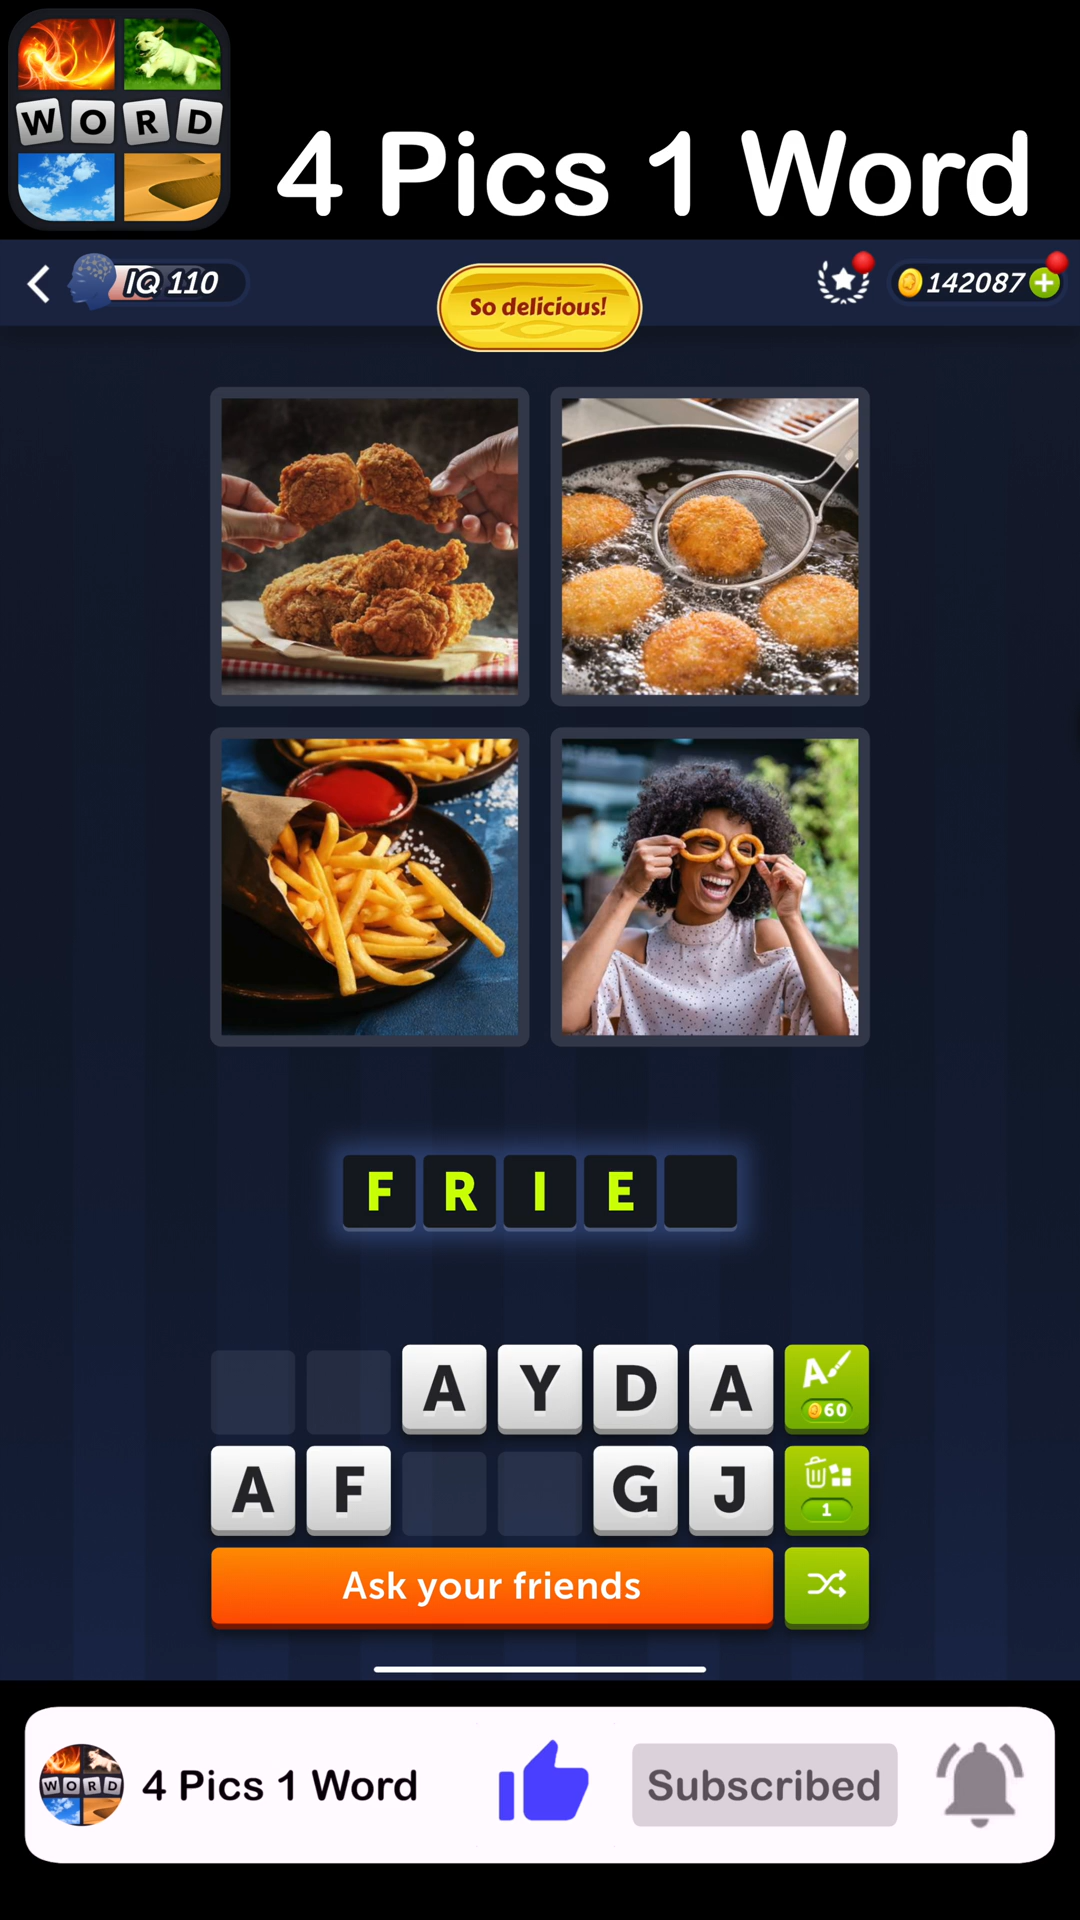 WORD
4 Pics 1 Word
IQ 110
So delicious!
142087
F R I E
A Y D A
A
60
A F G J
1
Ask your friends
WORD
4 Pics 1 Word
Subscribed